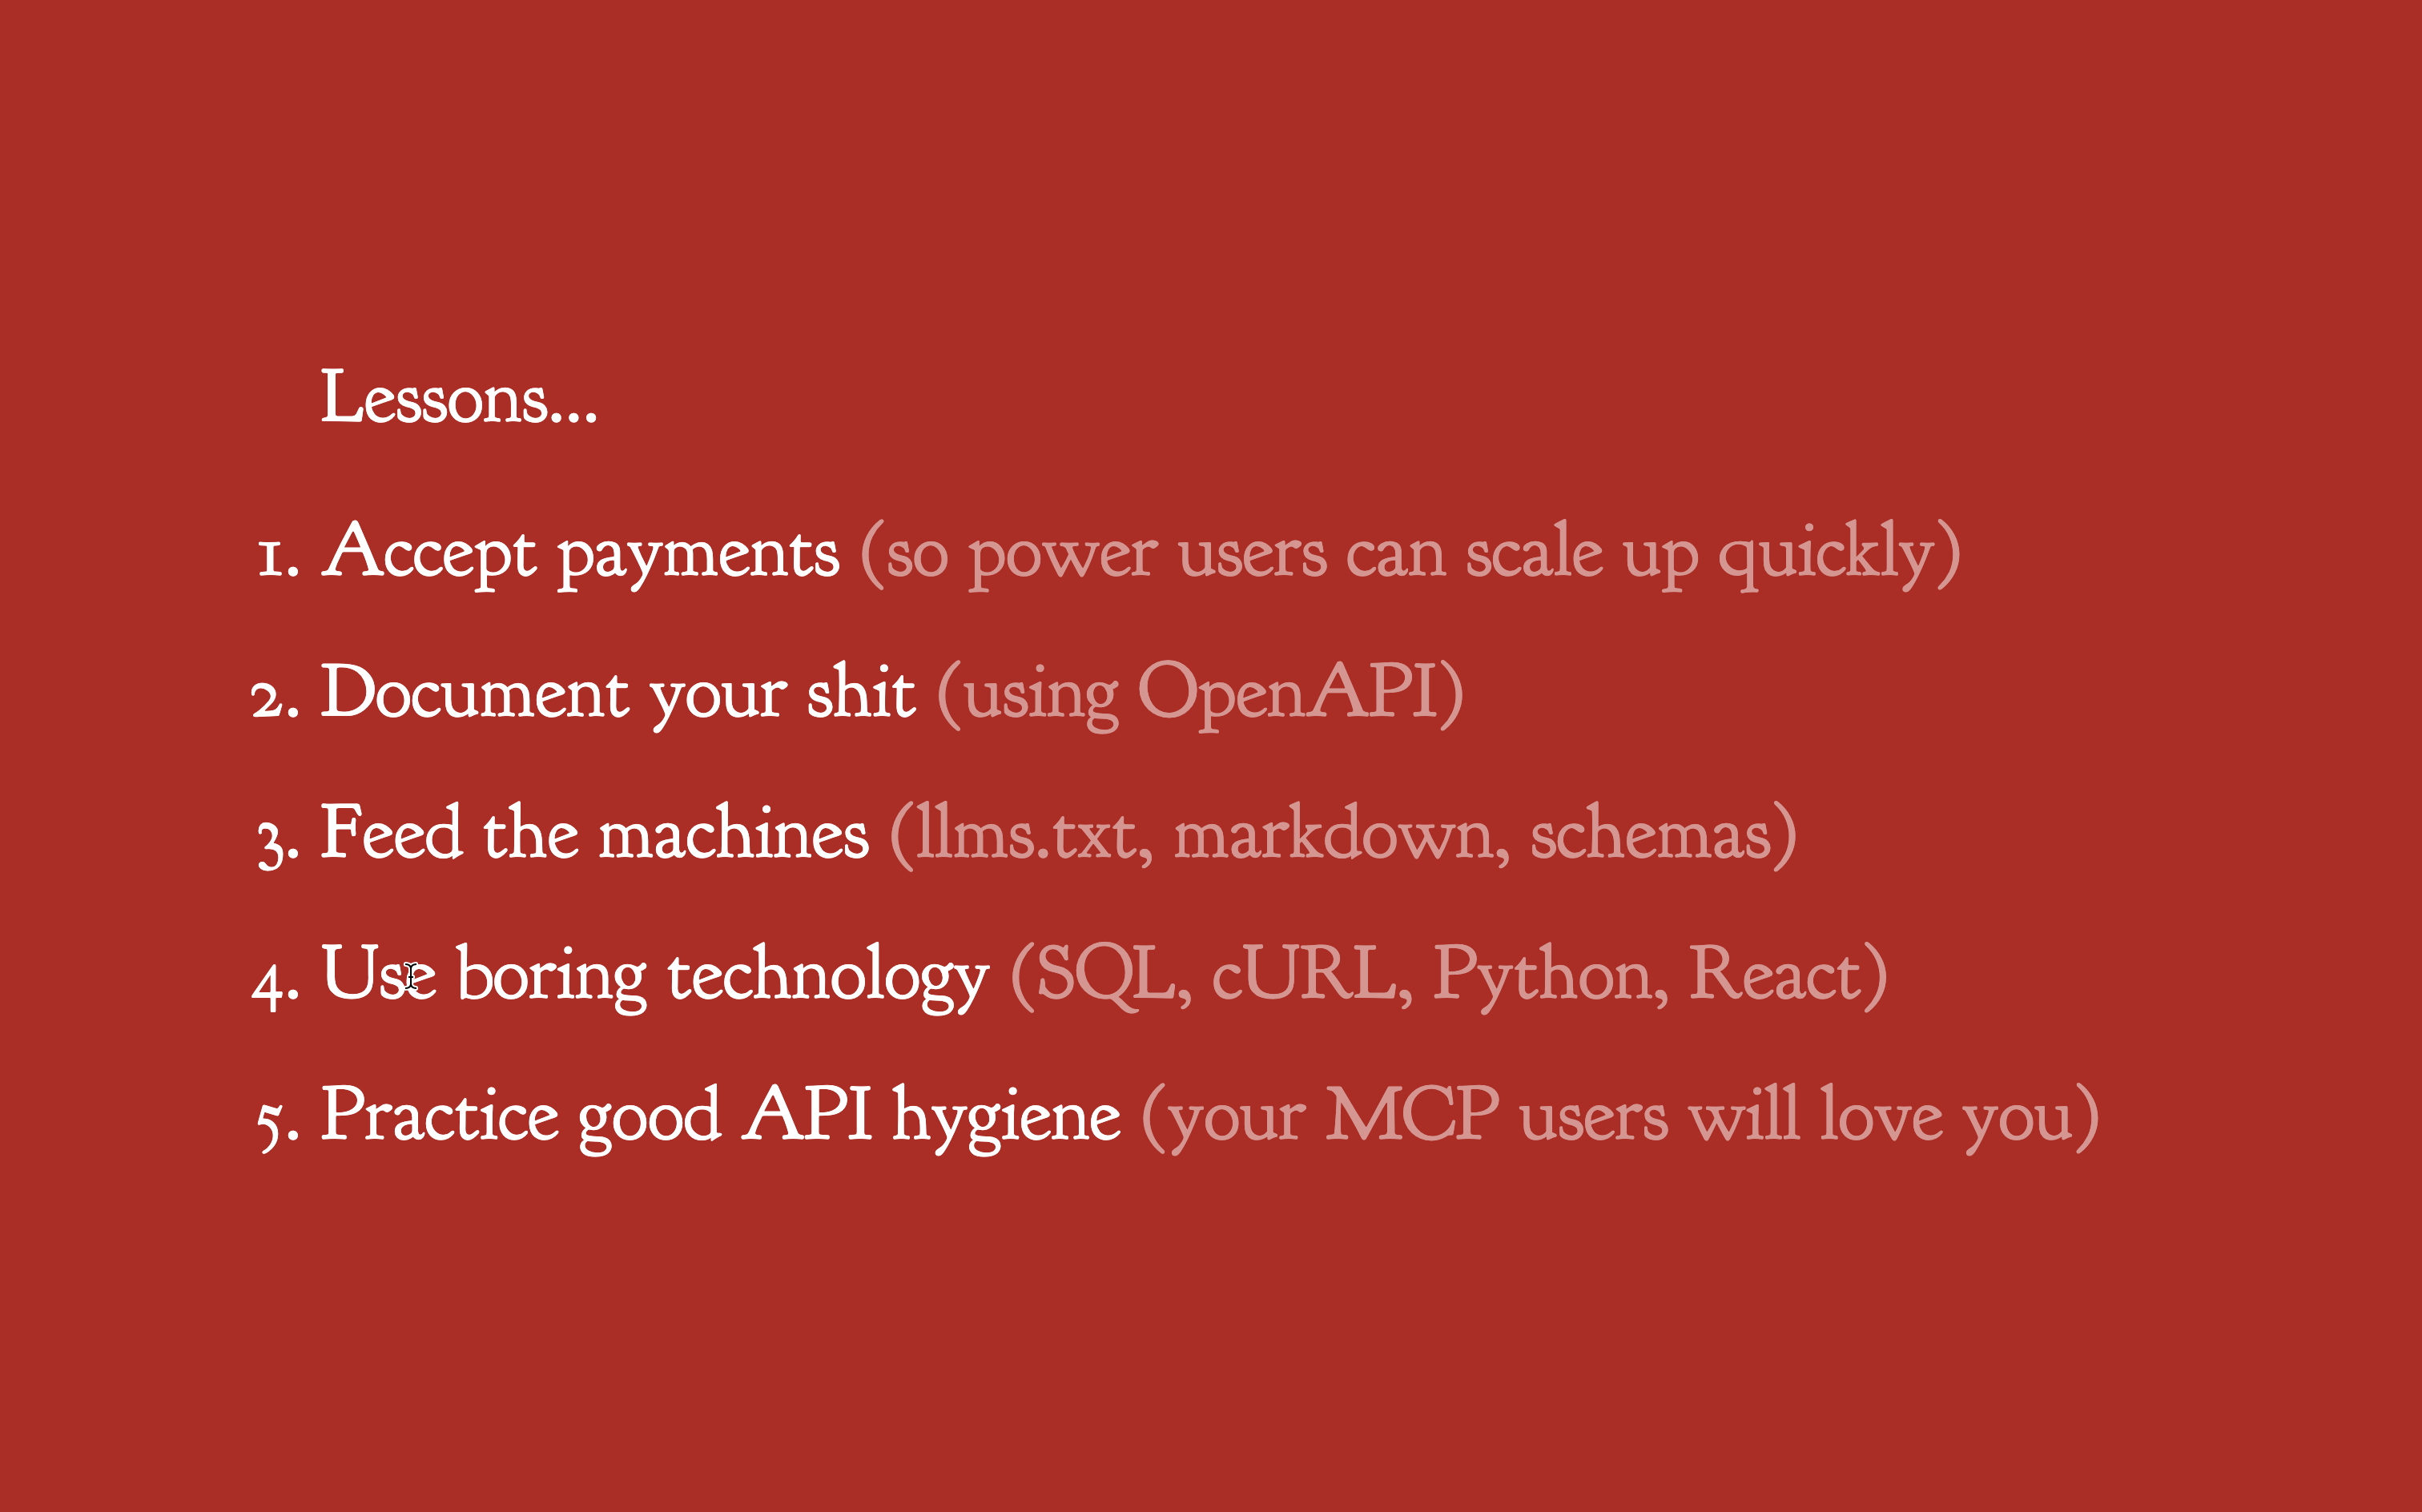 Lessons...
1. Accept payments (so power users can scale up quickly)
2. Document your shit (using OpenAPI)
3. Feed the machines (llms.txt, markdown, schemas)
4. Use boring technology (SQL, cURL, Python, React)
5. Practice good API hygiene (your MCP users will love you)